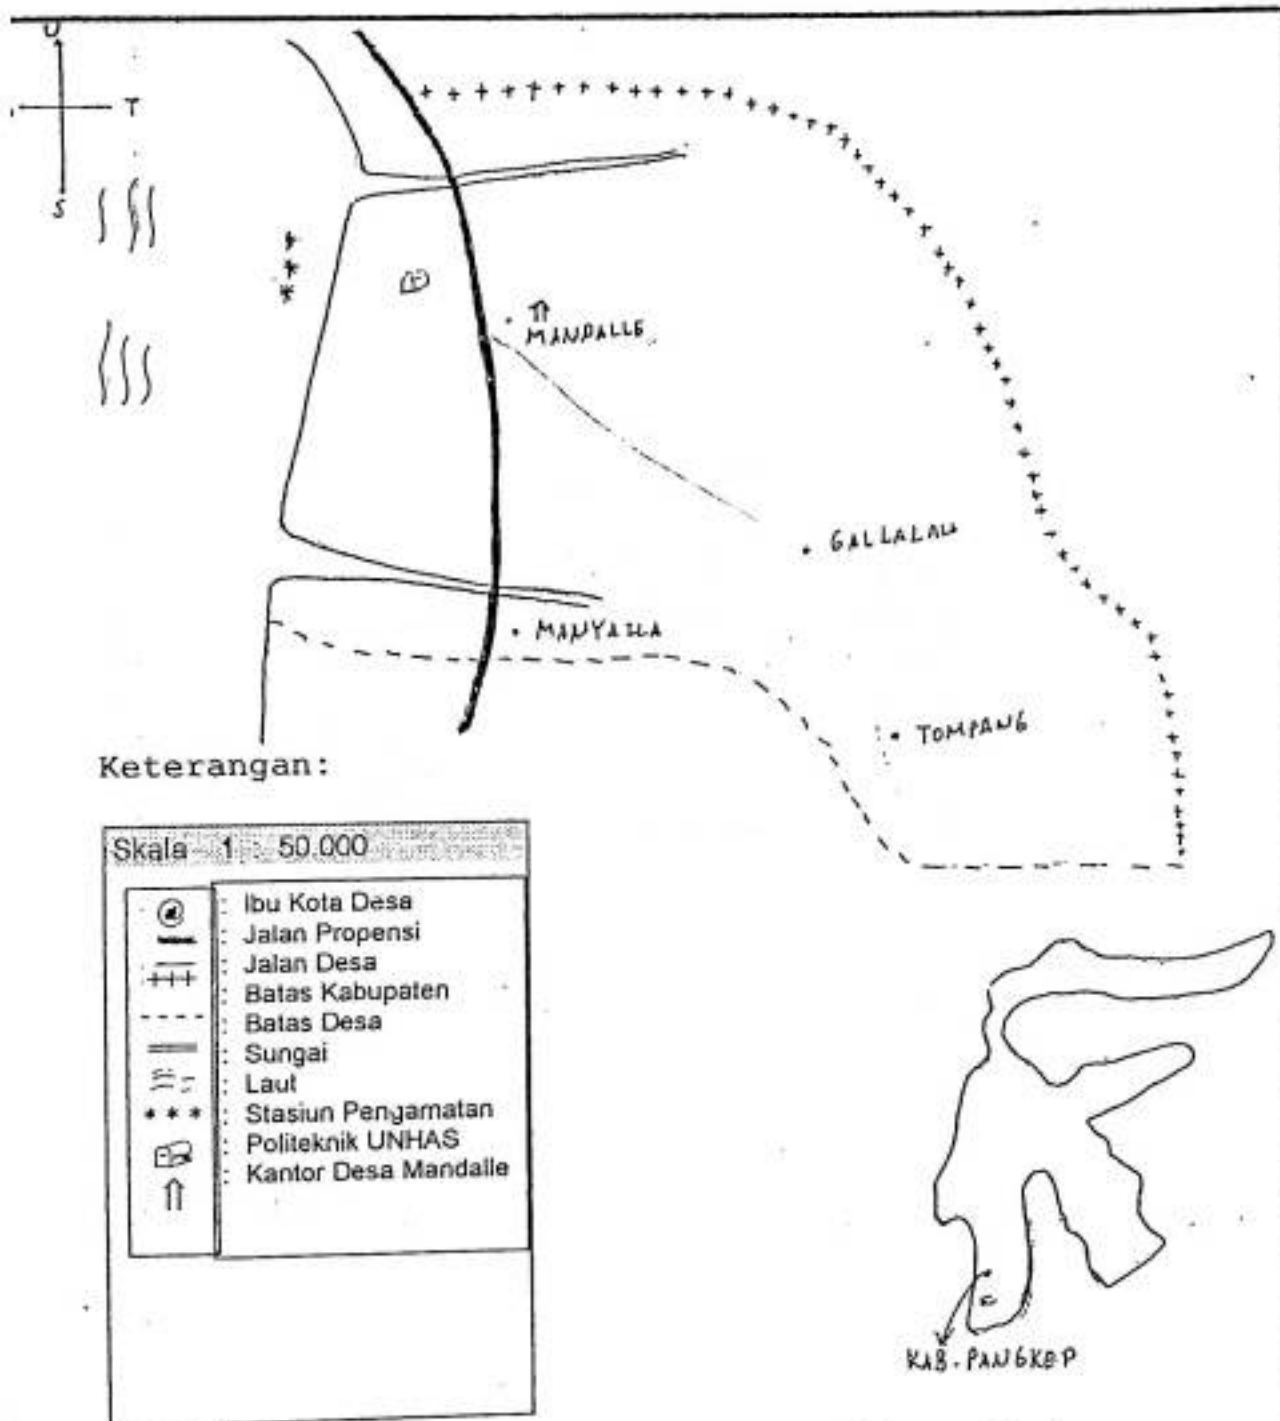 U
T
S
MANDALLE
GALLALAU
MANYAILA
TOMPANG
Keterangan:
Skala 1 : 50.000
: Ibu Kota Desa
: Jalan Propensi
: Jalan Desa
: Batas Kabupaten
: Batas Desa
: Sungai
: Laut
: Stasiun Pengamatan
: Politeknik UNHAS
: Kantor Desa Mandalle
KAB. PANGKEP